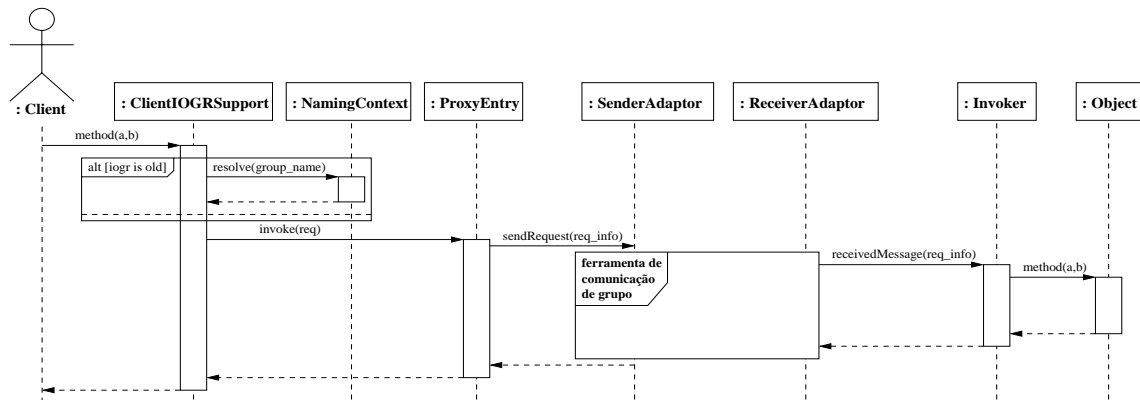 : Client
: ClientIOGRSupport
: NamingContext
: ProxyEntry
: SenderAdaptor
: ReceiverAdaptor
: Invoker
: Object
method(a,b)
alt [iogr is old]
resolve(group_name)
invoke(req)
sendRequest(req_info)
ferramenta de
comunicação
de grupo
receivedMessage(req_info)
method(a,b)